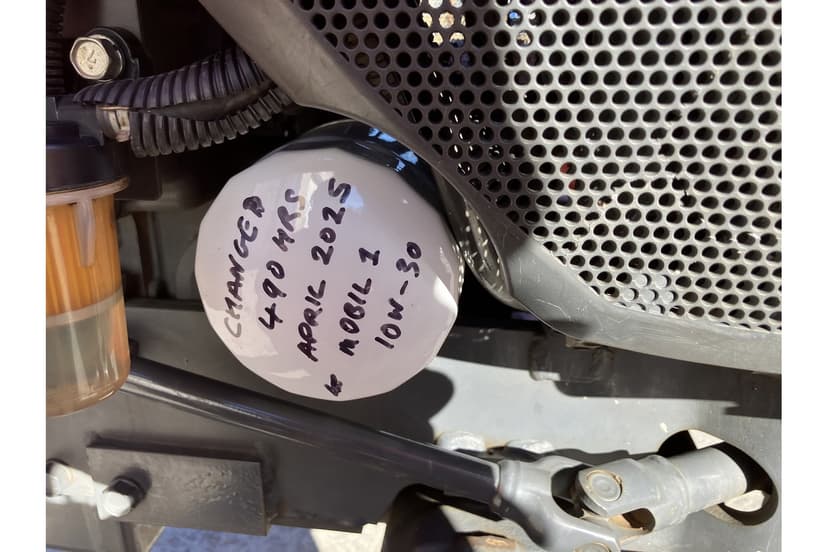 CHANGED
490 HRS
APRIL 2025
MOBIL 1
10W-30